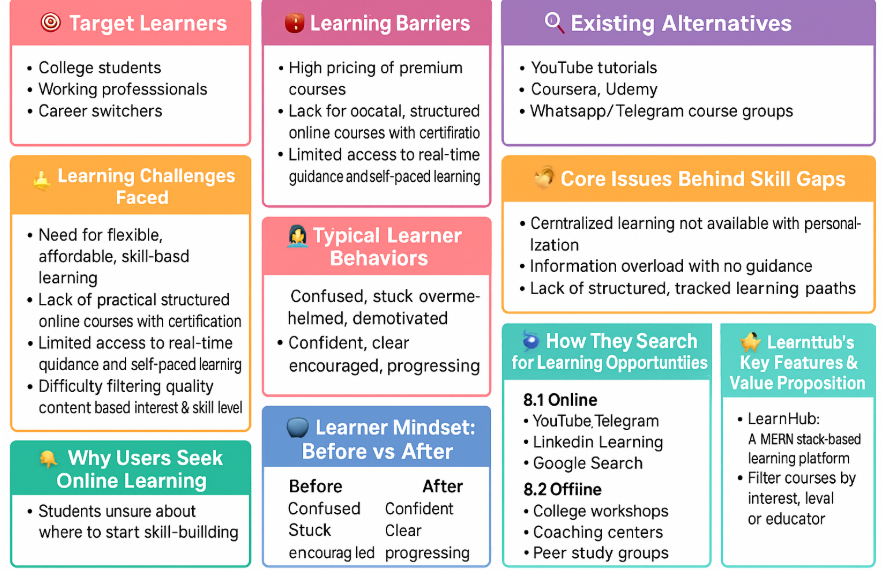 Target Learners
• College students
• Working professsionals
• Career switchers
Learning Challenges
Faced
• Need for flexible,
affordable, skill-basd
learning
• Lack of practical structured
online courses with certification
• Limited access to real-time
quidance and self-paced learnirg
• Difficulty filtering quality
content based interest & skill level
Why Users Seek
Online Learning
• Students unsure about
where to start skill-buillding
Learning Barriers
• High pricing of premium
courses
• Lack for oocatal, structured
online courses with certifiratio
• Limited access to real-time
guidance and self-paced learning
Typical Learner
Behaviors
Confused, stuck overme-
helmed, demotivated
• Confident, clear
encouraged, progressing
Learner Mindset:
Before vs After
Before After
Confused Confident
Stuck Clear
encourag led progressing
Existing Alternatives
• YouTube tutorials
• Coursera, Udemy
• Whatsapp/Telegram course groups
Core Issues Behind Skill Gaps
• Cerntralized learning not available with personal-
lzation
• Information overload with no guidance
• Lack of structured, tracked learning paaths
How They Search
for Learning Opportuntiies
8.1 Online
• YouTube,Telegram
• Linkedin Learning
• Google Search
8.2 Offiine
• College workshops
• Coaching centers
• Peer study groups
Learnttub's
Key Features &
Value Proposition
• LearnHub:
A MERN stack-based
learning platform
• Filter courses by
interest, leval
or educator